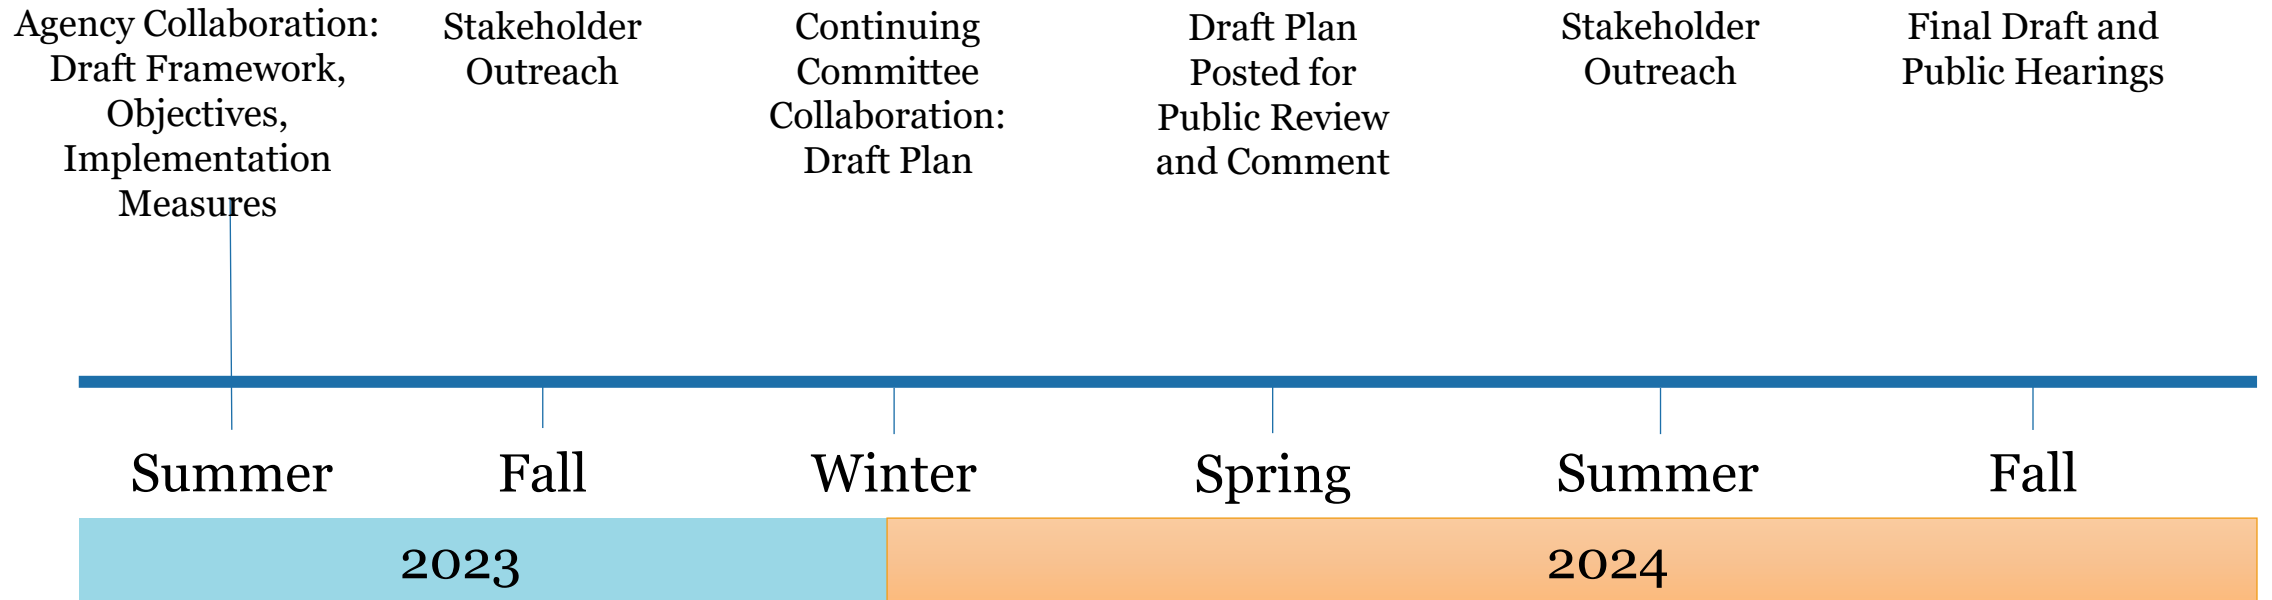 Agency Collaboration:
Draft Framework,
Objectives,
Implementation
Measures
Stakeholder
Outreach
Continuing
Committee
Collaboration:
Draft Plan
Draft Plan
Posted for
Public Review
and Comment
Stakeholder
Outreach
Final Draft and
Public Hearings
Summer
Fall
Winter
Spring
Summer
Fall
2023
2024